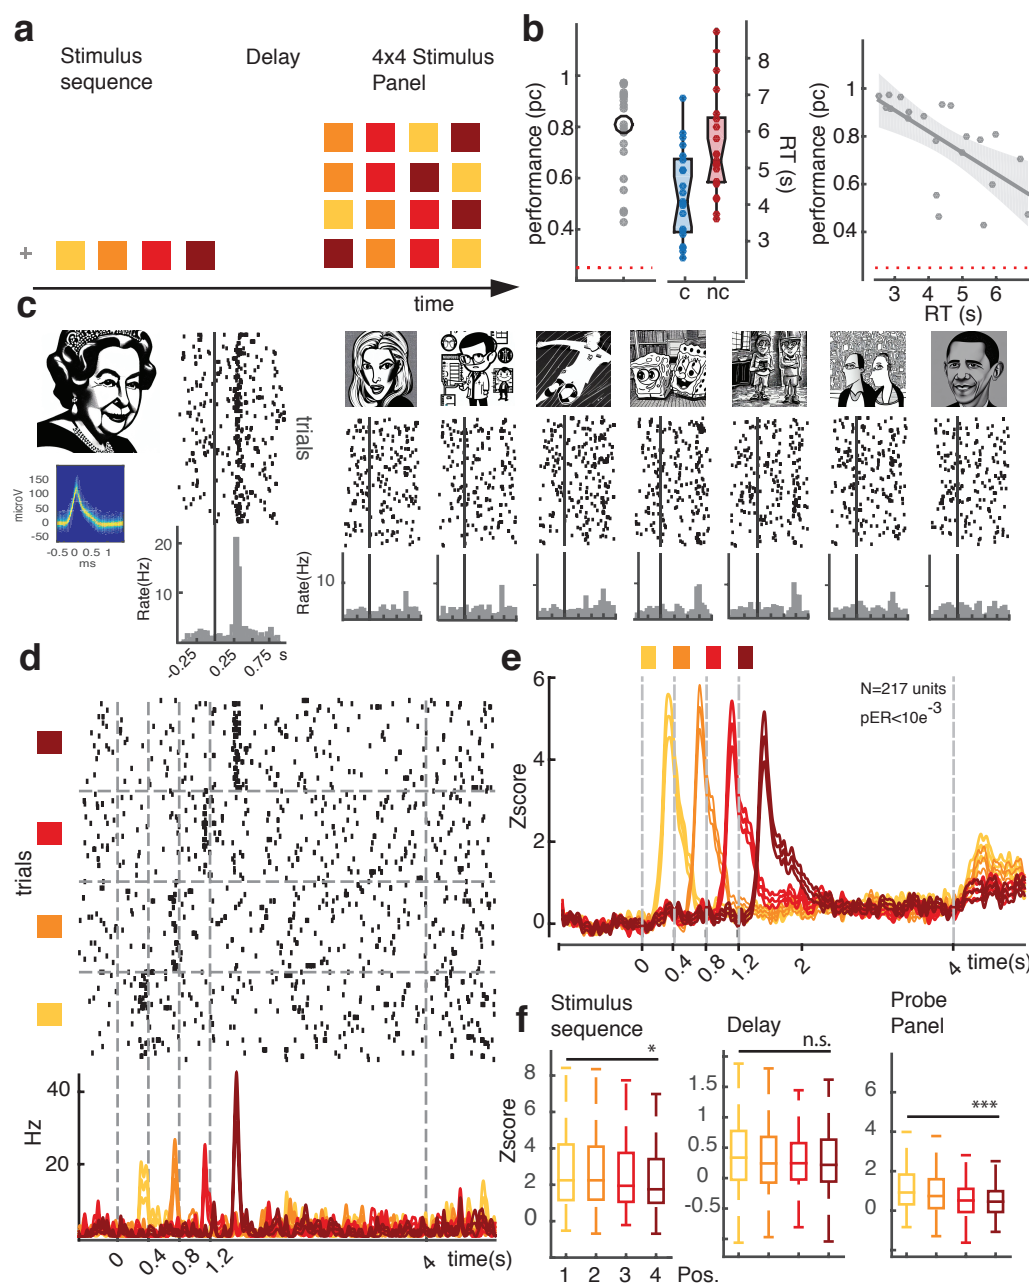 a
Stimulus
sequence
Delay
4x4 Stimulus
Panel
+
time
b
performance (pc)
1
0.8
0.6
0.4
c
nc
8
7
6
5
4
3
RT (s)
performance (pc)
1
0.8
0.6
0.4
3
4
5
6
RT (s)
c
microV
150
100
50
0
-50
-0.5
0
0.5
1
ms
trials
Rate(Hz)
20
10
-0.25
0.25
0.75
s
Rate(Hz)
10
d
trials
Hz
40
20
0
0.4
0.8
1.2
4
time(s)
e
N=217 units
pER<10e-3
Zscore
6
4
2
0
0
0.4
0.8
1.2
2
4
time(s)
f
Stimulus
sequence
*
Zscore
8
6
4
2
0
1
2
3
4
Pos.
Delay
n.s.
1.5
1
0.5
0
-0.5
Probe
Panel
***
6
4
2
0